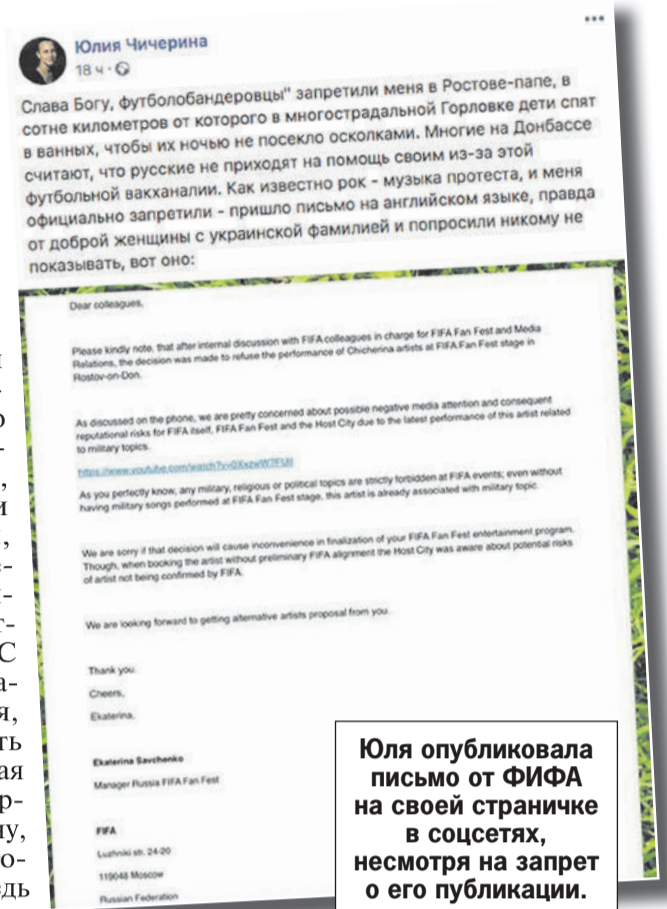 Юлия Чичерина
18 ч ·
Слава Богу, футболобандеровцы" запретили меня в Ростове-папе, в
сотне километров от которого в многострадальной Горловке дети спят
в ванных, чтобы их ночью не посекло осколками. Многие на Донбассе
считают, что русские не приходят на помощь своим из-за этой
футбольной вакханалии. Как известно рок - музыка протеста, и меня
официально запретили - пришло письмо на английском языке, правда
от доброй женщины с украинской фамилией и попросили никому не
показывать, вот оно:
Dear colleagues,
Please kindly note, that after internal discussion with FIFA colleagues in charge for FIFA Fan Fest and Media
Relations, the decision was made to refuse the performance of Chicherina artists at FIFA Fan Fest stage in
Rostov-on-Don.
As discussed on the phone, we are pretty concerned about possible negative media attention and consequent
reputational risks for FIFA itself, FIFA Fan Fest and the Host City due to the latest performance of this artist related
to military topics.
As you perfectly know, any military, religious or political topics are strictly forbidden at FIFA events; even without
having military songs performed at FIFA Fan Fest stage, this artist is already associated with military topic.
We are sorry if that decision will cause inconvenience in finalization of your FIFA Fan Fest entertainment program.
Though, when booking the artist without preliminary FIFA alignment the Host City was aware about potential risks
of artist not being confirmed by FIFA.
We are looking forward to getting alternative artists proposal from you.
Thank you.
Cheers,
Ekaterina.
Ekaterina Savchenko
Manager Russia FIFA Fan Fest
FIFA
Luzhniki str. 24-20
119048 Moscow
Russian Federation
Юля опубликовала
письмо от ФИФА
на своей страничке
в соцсетях,
несмотря на запрет
о его публикации.